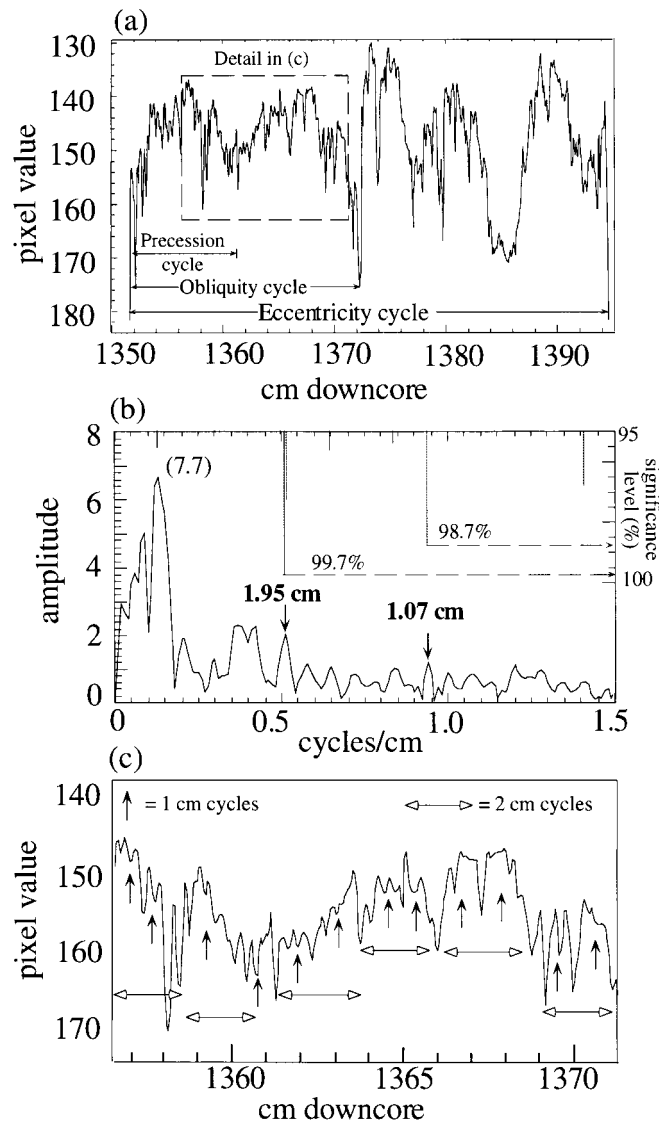 (a)
130
140
150
160
170
180
pixel value
Detail in (c)
Precession
cycle
Obliquity cycle
Eccentricity cycle
1350
1360
1370
1380
1390
cm downcore
(b)
8
6
4
2
0
amplitude
(7.7)
95
100
significance
level (%)
98.7%
99.7%
1.95 cm
1.07 cm
0
0.5
1.0
1.5
cycles/cm
(c)
140
150
160
170
pixel value
= 1 cm cycles
= 2 cm cycles
1360
1365
1370
cm downcore